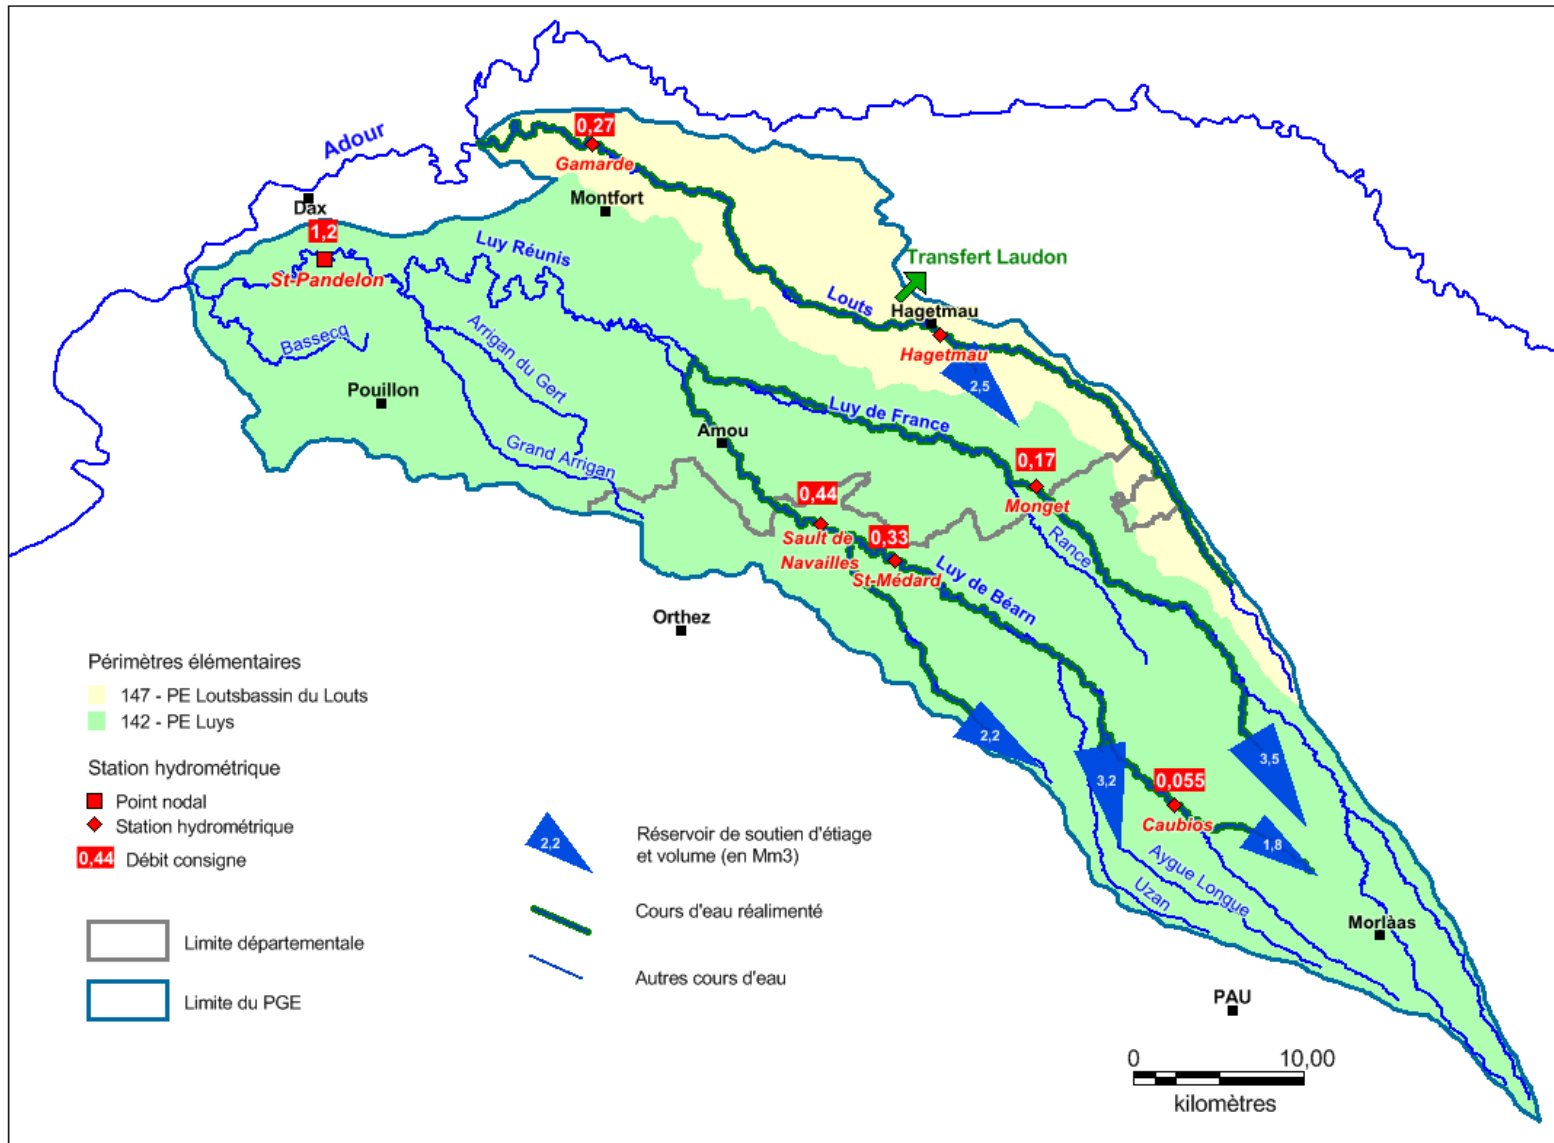 Adour
0,27
Gamarde
Montfort
Dax
1,2
St-Pandelon
Luy Réunis
Transfert Laudon
Louts
Hagetmau
Hagetmau
2,5
Bassecq
Arrigan du Gert
Pouillon
Luy de France
Amou
Grand Arrigan
0,17
Monget
0,44
Sault de
Navailles
0,33
St-Médard
Rance
Luy de Béarn
Orthez
2,2
3,2
3,5
0,055
Caubios
1,8
Aygue Longue
Uzan
Morlàas
PAU
Périmètres élémentaires
147 - PE Loutsbassin du Louts
142 - PE Luys
Station hydrométrique
Point nodal
Station hydrométrique
0,44 Débit consigne
Limite départementale
Limite du PGE
2,2
Réservoir de soutien d'étiage
et volume (en Mm3)
Cours d'eau réalimenté
Autres cours d'eau
0 10,00
kilomètres